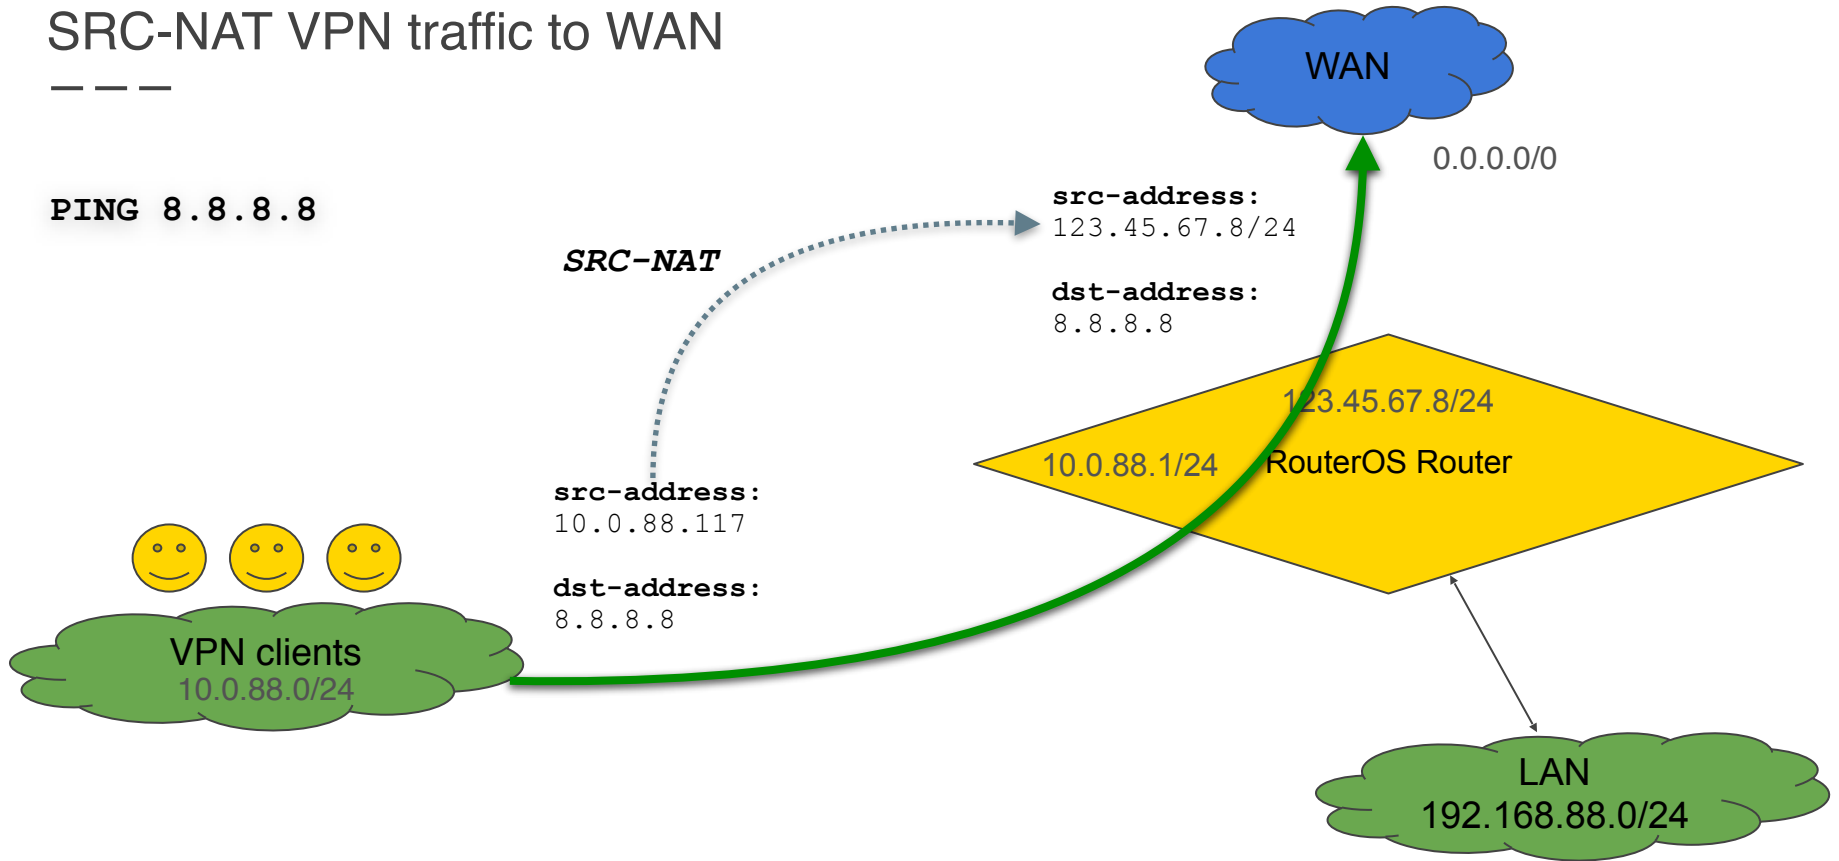 SRC-NAT VPN traffic to WAN
WAN
0.0.0.0/0
PING 8.8.8.8
SRC-NAT
src-address:
123.45.67.8/24
dst-address:
8.8.8.8
123.45.67.8/24
10.0.88.1/24
RouterOS Router
src-address:
10.0.88.117
dst-address:
8.8.8.8
VPN clients
10.0.88.0/24
LAN
192.168.88.0/24